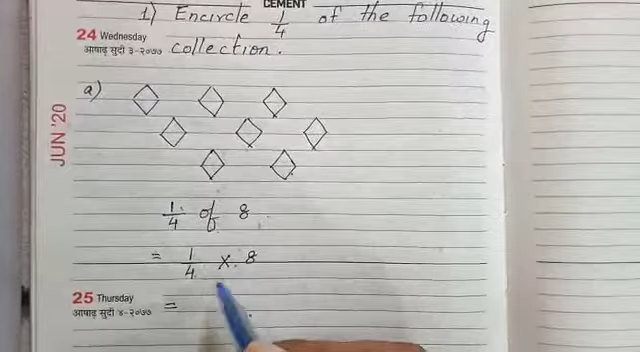 CEMENT
1) Encircle 1/4 of the following
24 Wednesday
आषाढ़ सुदी ३-२०७७
collection.
JUN '20
a)
1/4 of 8
= 1/4 x 8
25 Thursday
आषाढ़ सुदी ४-२०७७
=